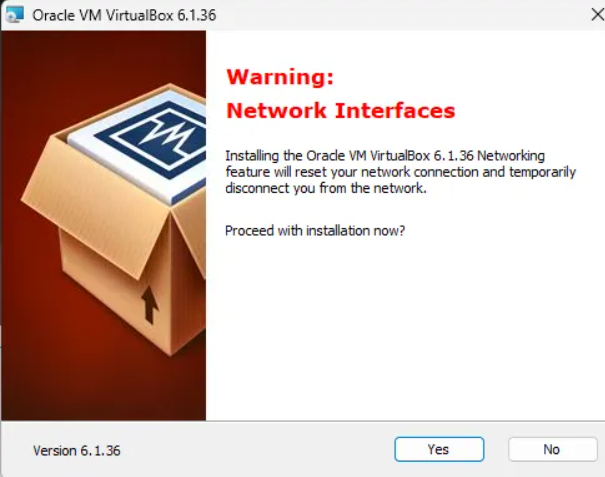 Oracle VM VirtualBox 6.1.36
Warning:
Network Interfaces
Installing the Oracle VM VirtualBox 6.1.36 Networking
feature will reset your network connection and temporarily
disconnect you from the network.
Proceed with installation now?
Version 6.1.36
Yes
No